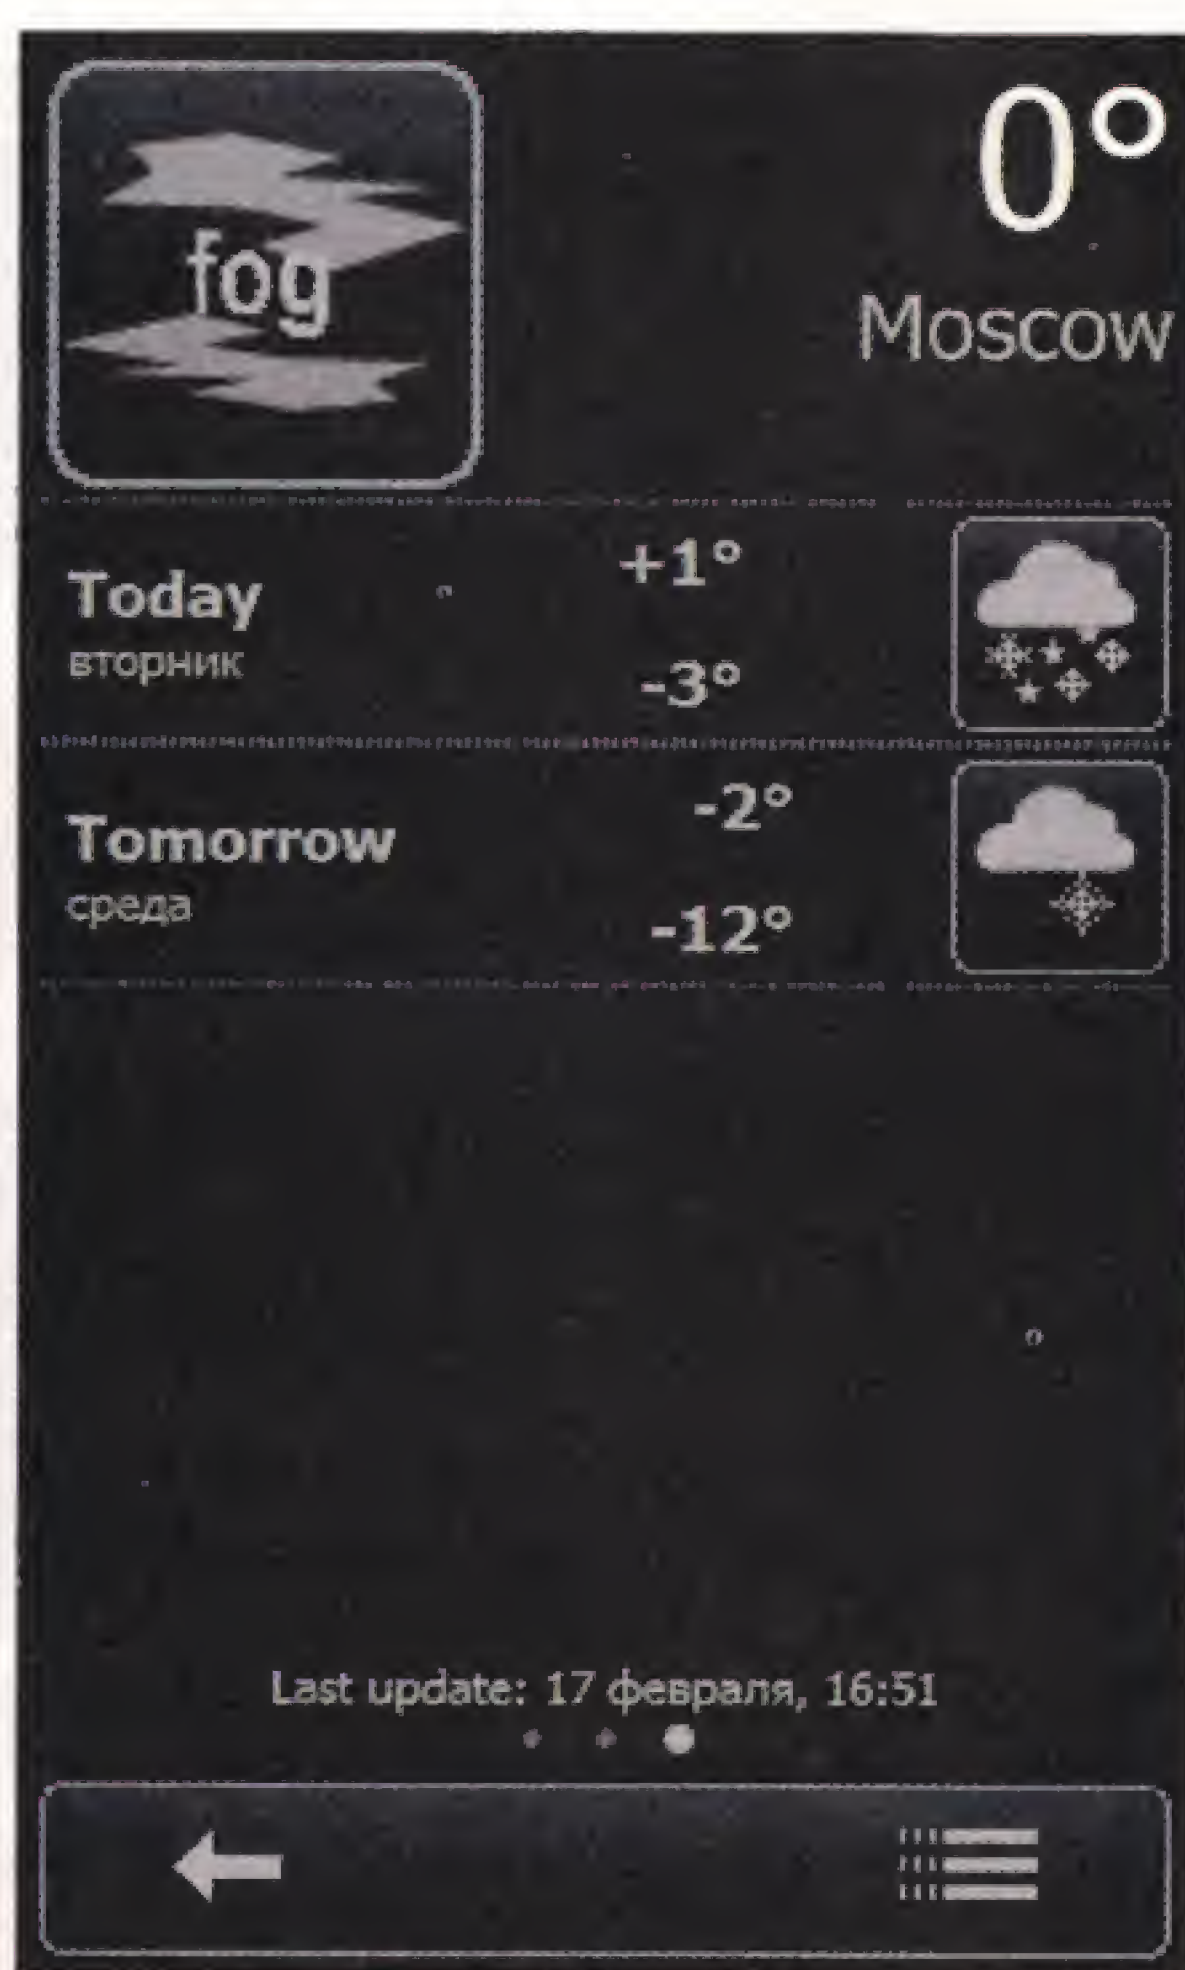 fog
0°
Moscow
Today
вторник
+1°
-3°
Tomorrow
среда
-2°
-12°
Last update: 17 февраля, 16:51